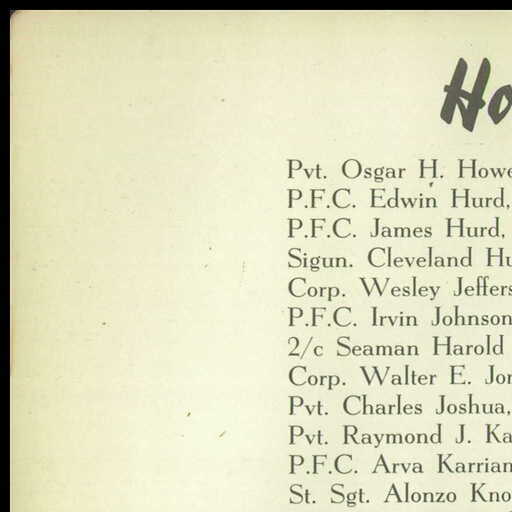 Ho
Pvt. Osgar H. Howe
P.F.C. Edwin Hurd,
P.F.C. James Hurd,
Sigun. Cleveland Hu
Corp. Wesley Jeffers
P.F.C. Irvin Johnson
2/c Seaman Harold
Corp. Walter E. Jor
Pvt. Charles Joshua,
Pvt. Raymond J. Ka
P.F.C. Arva Karrian
St. Sgt. Alonzo Kno